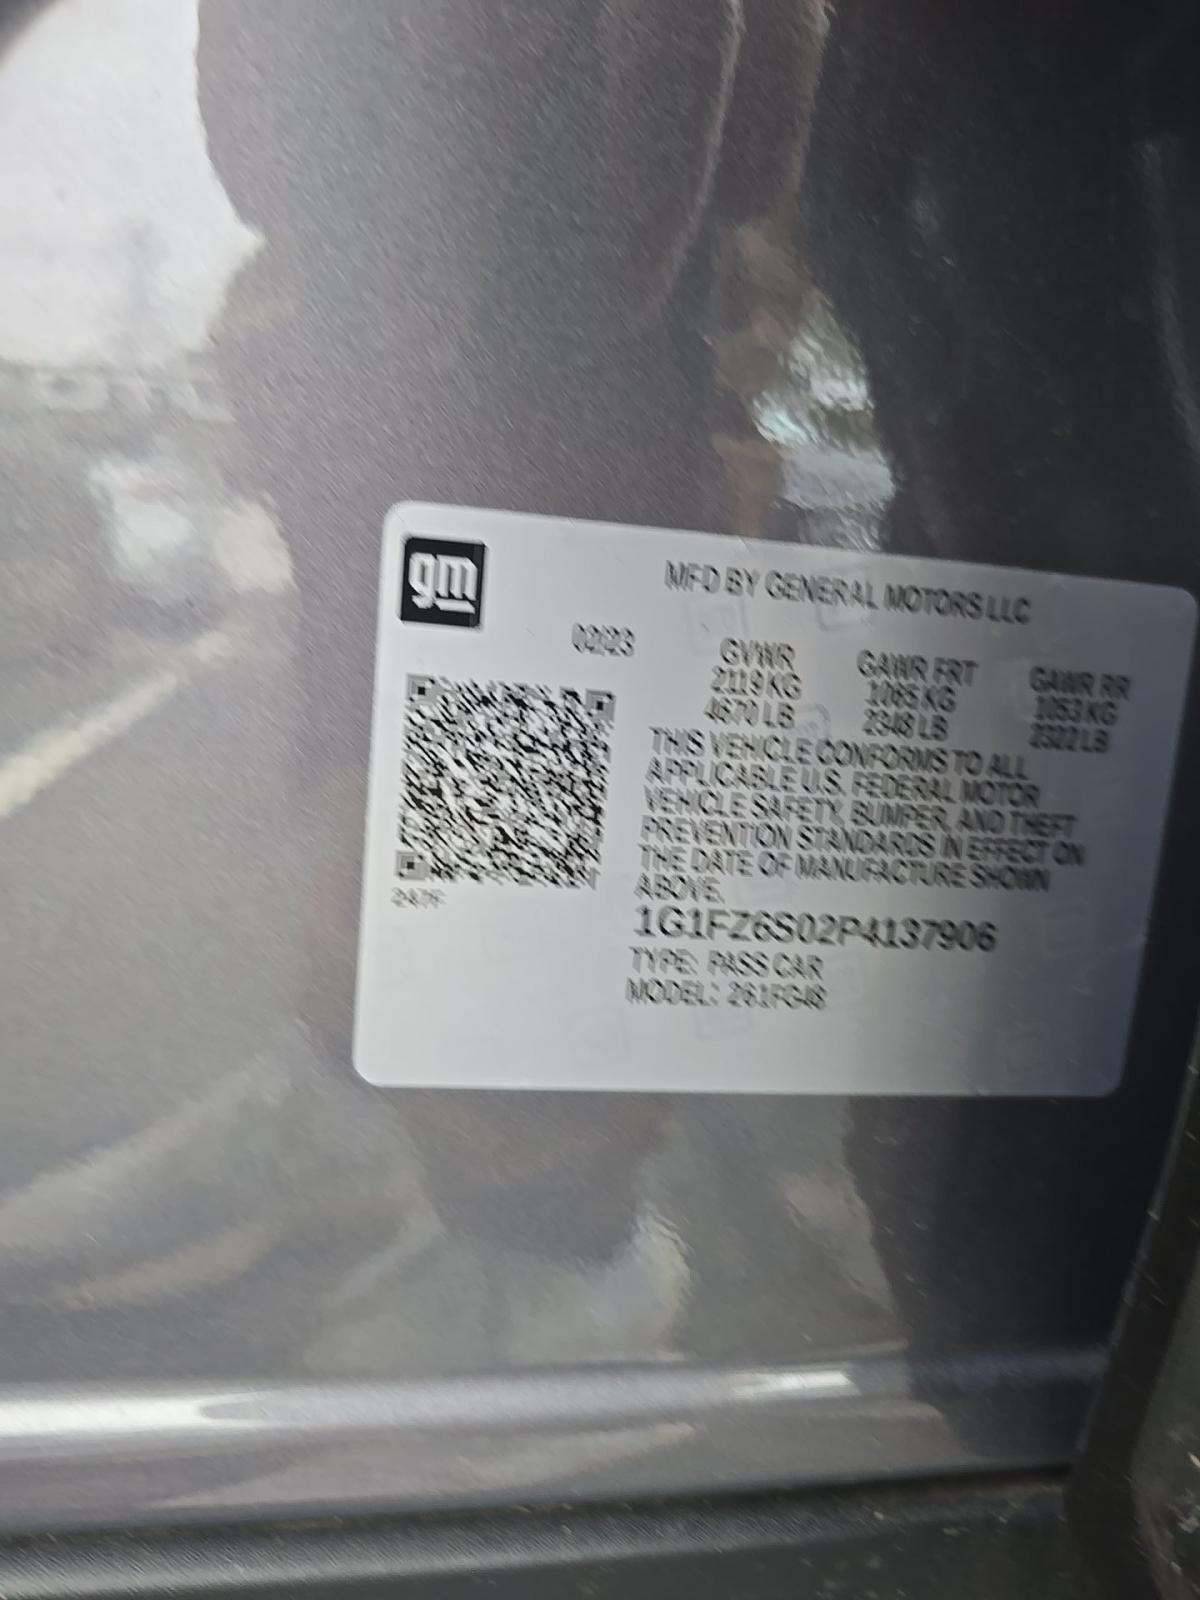 gm
MFD BY GENERAL MOTORS LLC
02/23
GVWR GAWR FRT GAWR RR
2119 KG 1065 KG 1053 KG
4670 LB 2348 LB 2322 LB
THIS VEHICLE CONFORMS TO ALL
APPLICABLE U.S. FEDERAL MOTOR
VEHICLE SAFETY, BUMPER, AND THEFT
PREVENTION STANDARDS IN EFFECT ON
THE DATE OF MANUFACTURE SHOWN
ABOVE.
1G1FZ6S02P4137906
TYPE: PASS CAR
MODEL: 261FG48